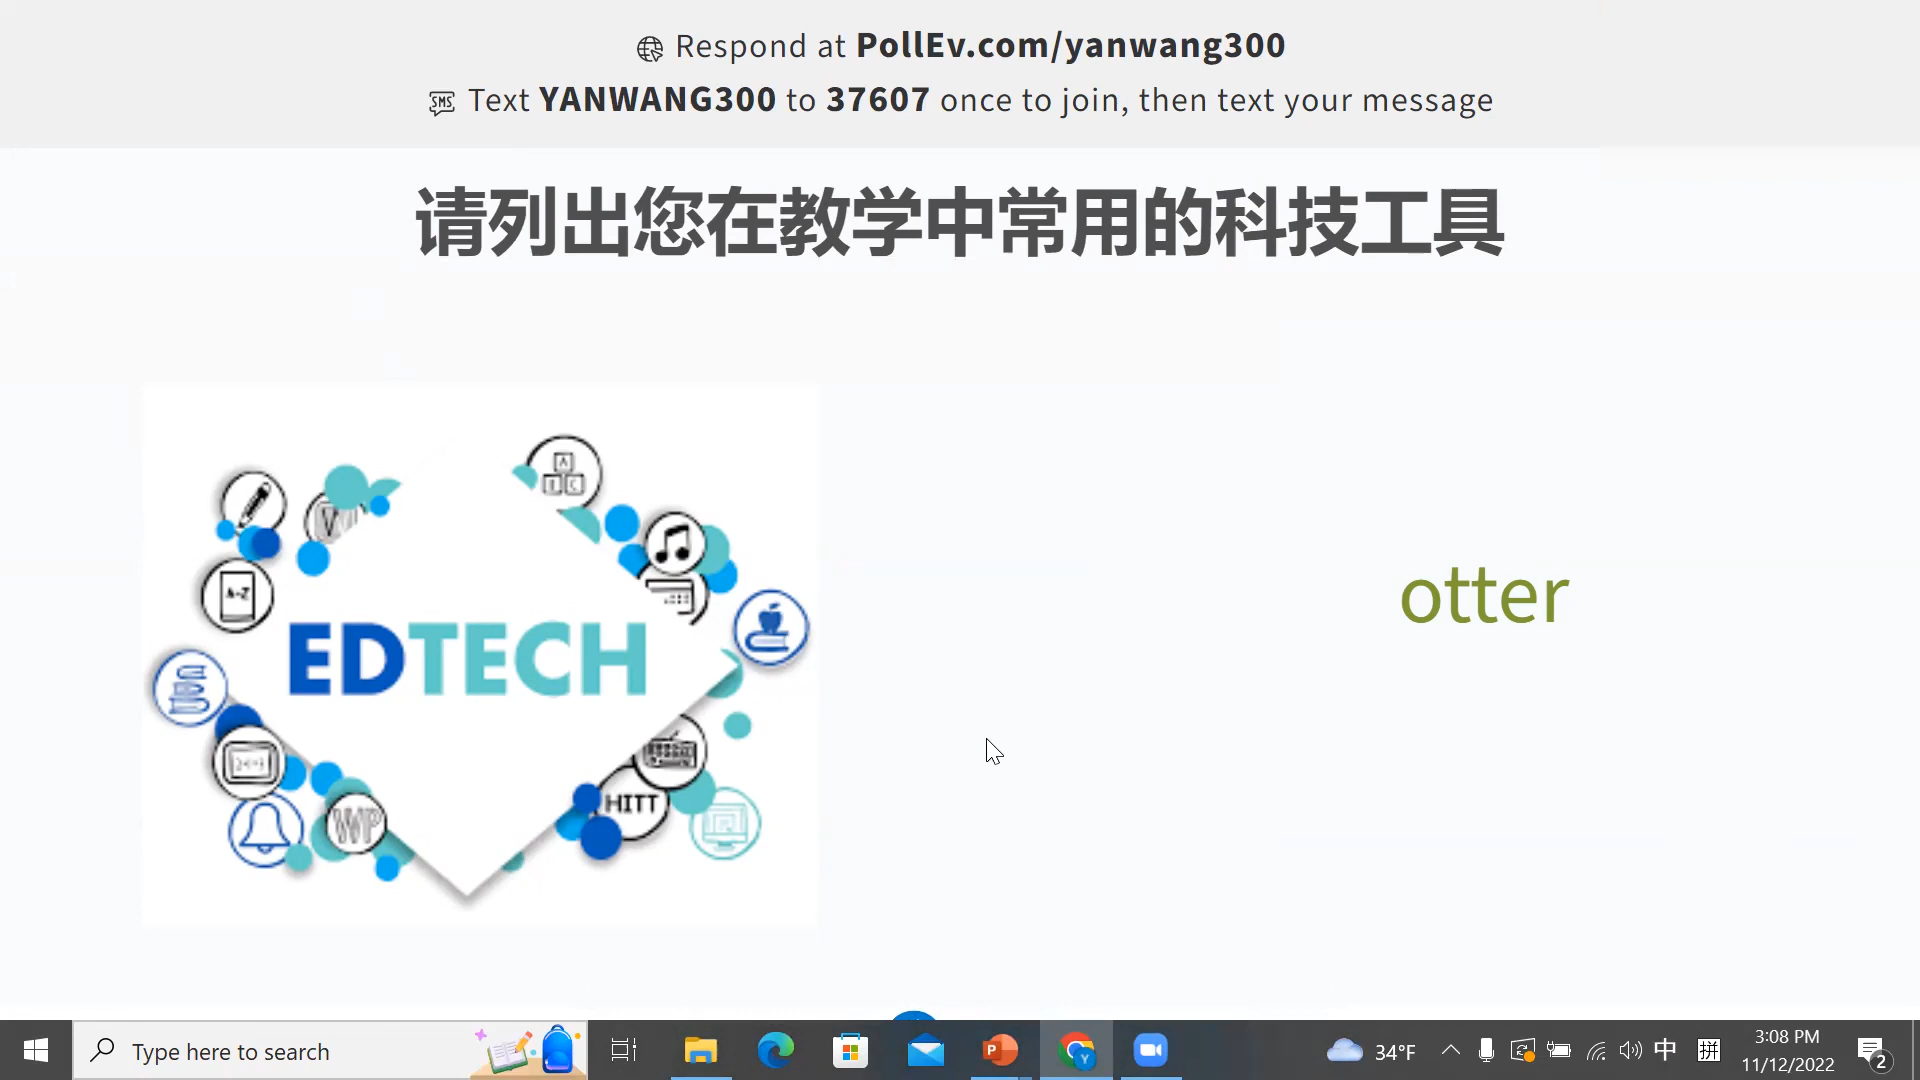 Respond at PollEv.com/yanwang300
SMS Text YANWANG300 to 37607 once to join, then text your message
请列出您在教学中常用的科技工具
A
B C
A-Z
EDTECH
HITT
WP
otter
Type here to search
P
Y
34°F
中
拼
3:08 PM
11/12/2022
2